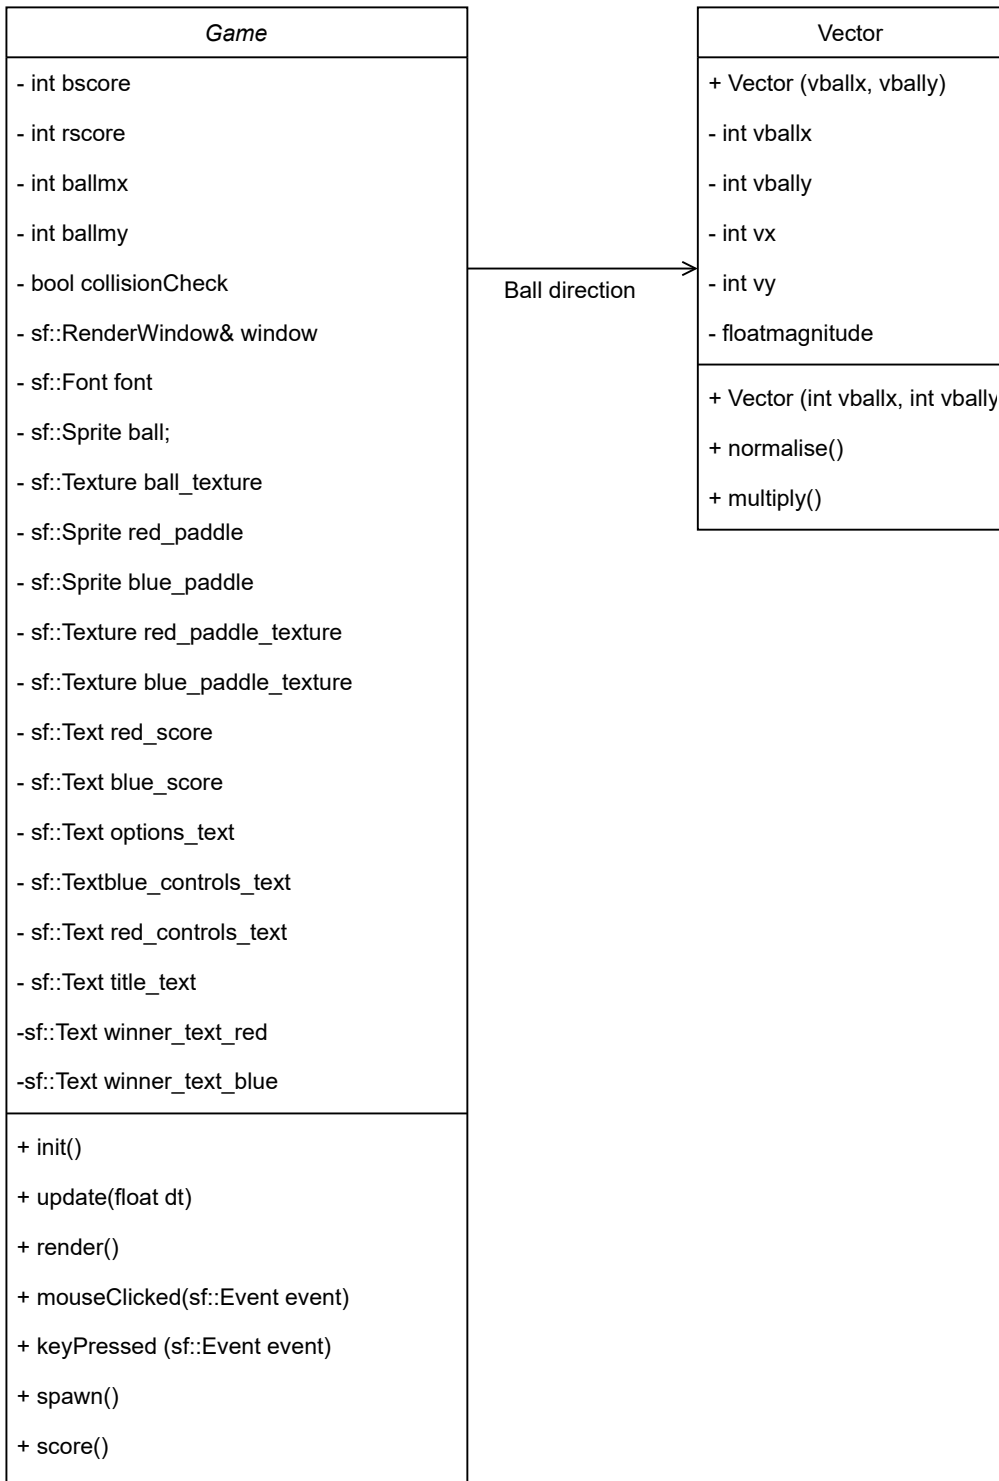 Game
- int bscore
- int rscore
- int ballmx
- int ballmy
- bool collisionCheck
- sf::RenderWindow& window
- sf::Font font
- sf::Sprite ball;
- sf::Texture ball_texture
- sf::Sprite red_paddle
- sf::Sprite blue_paddle
- sf::Texture red_paddle_texture
- sf::Texture blue_paddle_texture
- sf::Text red_score
- sf::Text blue_score
- sf::Text options_text
- sf::Textblue_controls_text
- sf::Text red_controls_text
- sf::Text title_text
-sf::Text winner_text_red
-sf::Text winner_text_blue
+ init()
+ update(float dt)
+ render()
+ mouseClicked(sf::Event event)
+ keyPressed (sf::Event event)
+ spawn()
+ score()
Ball direction
Vector
+ Vector (vballx, vbally)
- int vballx
- int vbally
- int vx
- int vy
- floatmagnitude
+ Vector (int vballx, int vbally
+ normalise()
+ multiply()